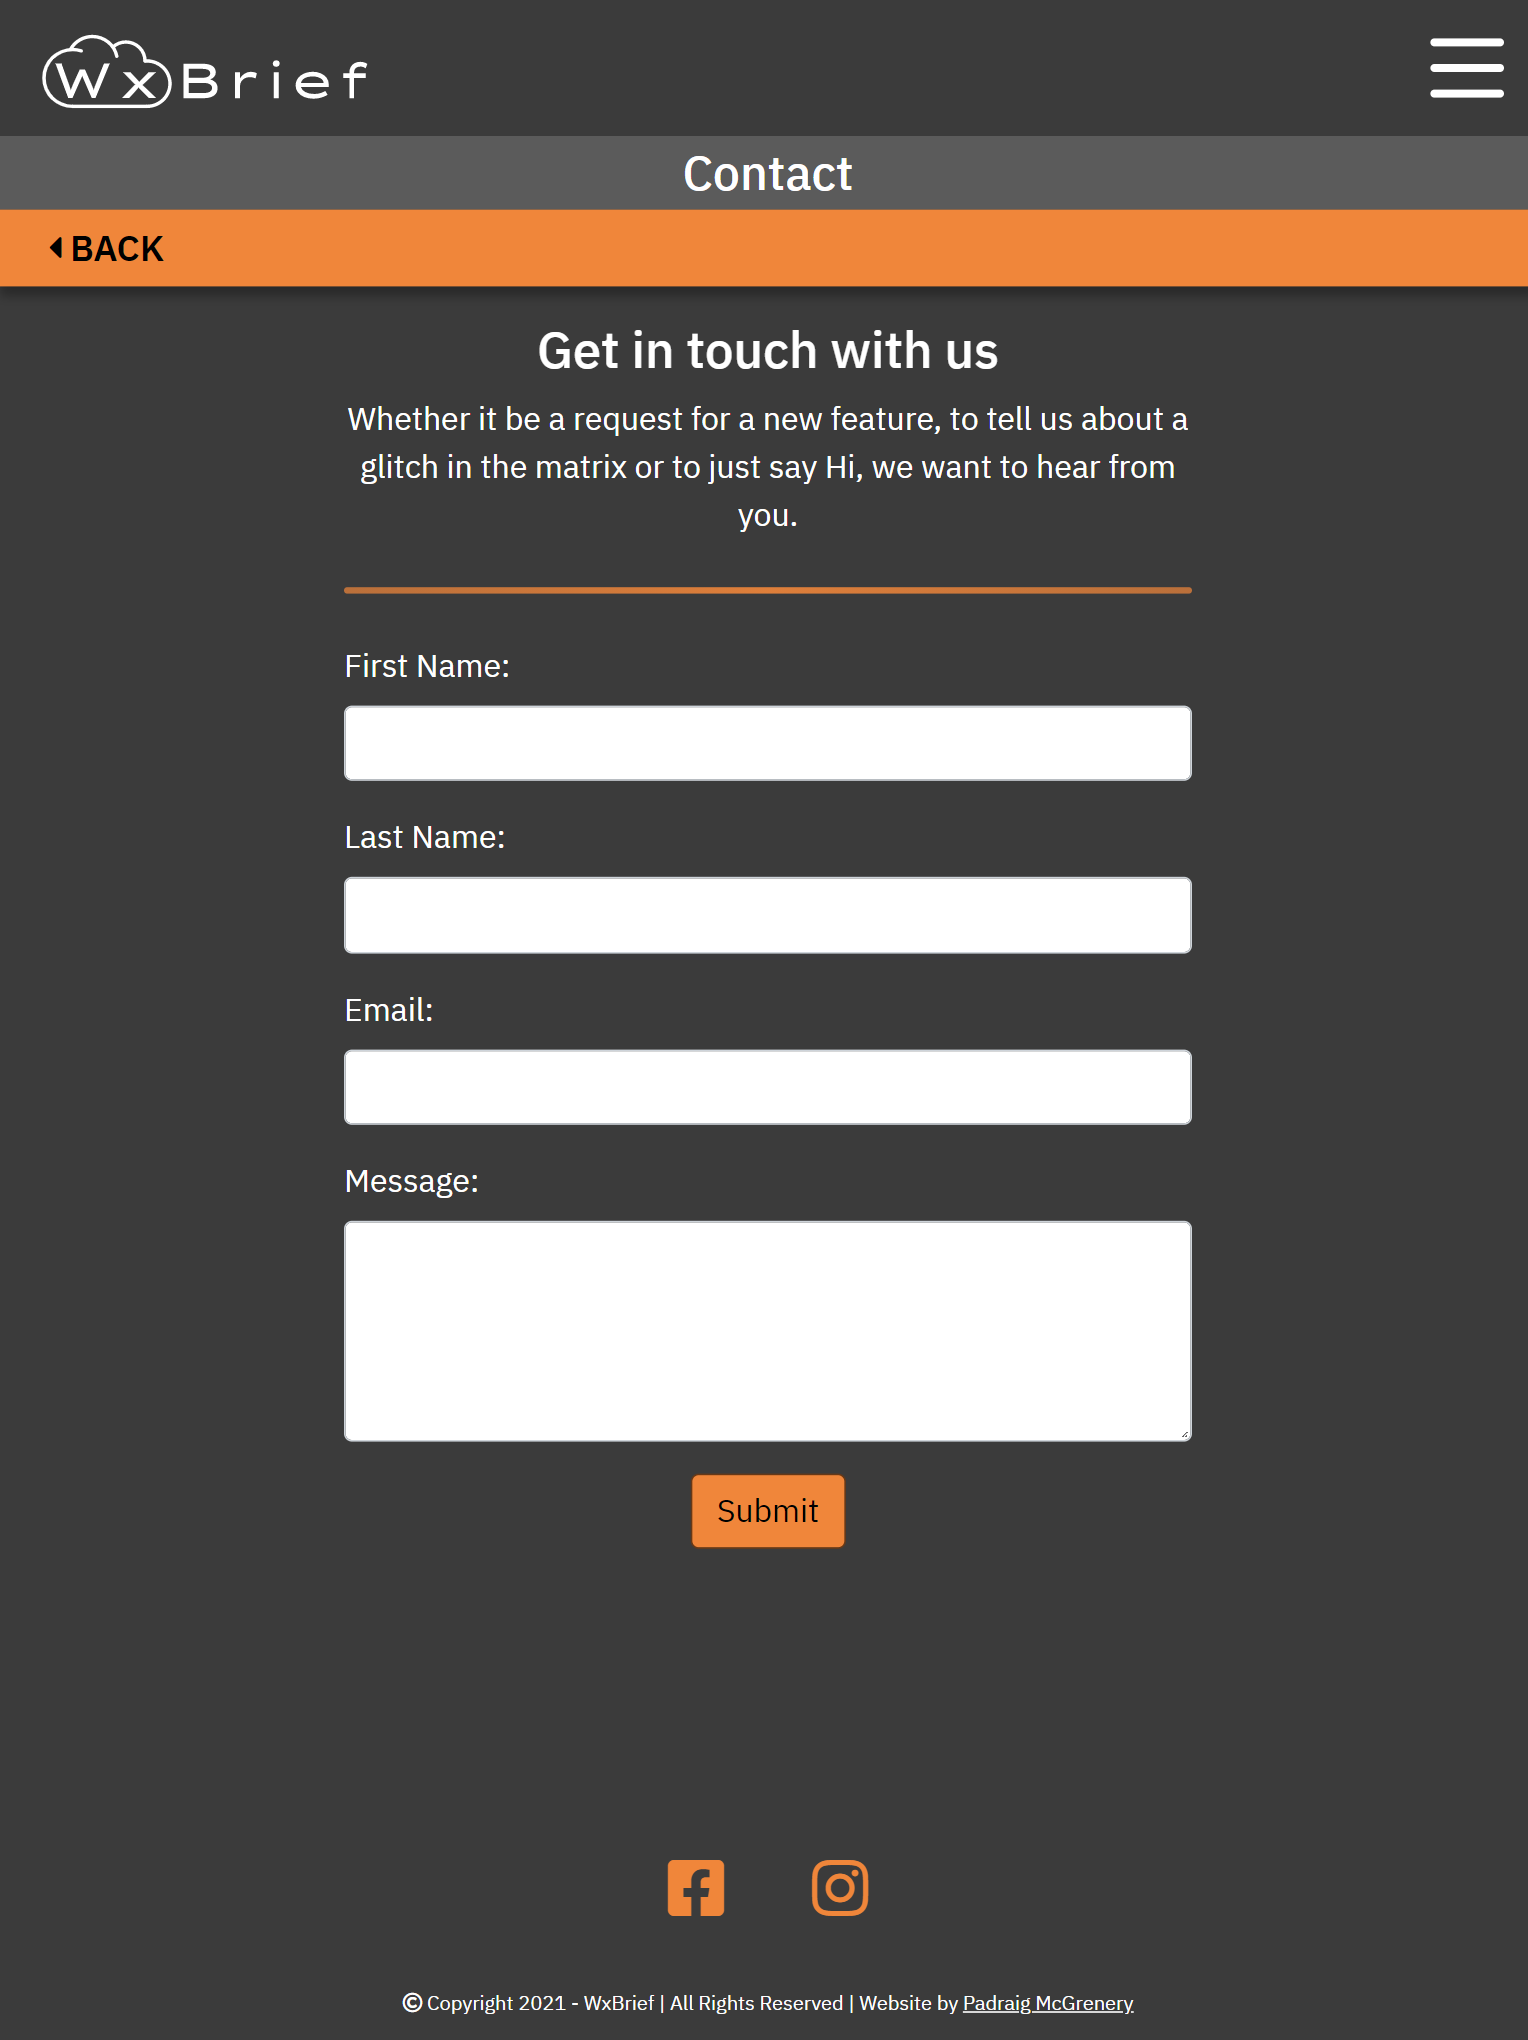 WxBrief
Contact
BACK
Get in touch with us
Whether it be a request for a new feature, to tell us about a
glitch in the matrix or to just say Hi, we want to hear from
you.
First Name:
Last Name:
Email:
Message:
Submit
© Copyright 2021 - WxBrief | All Rights Reserved | Website by Padraig McGrenery